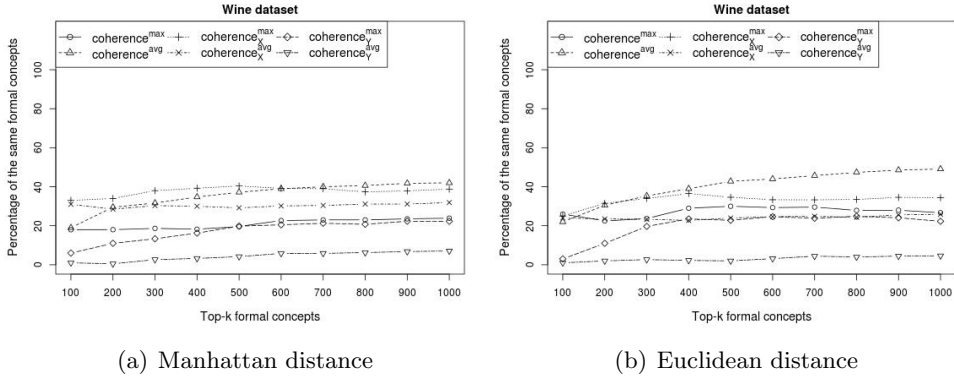 Wine dataset
coherence^max
coherence_X^max
coherence_Y^max
coherence^avg
coherence_X^avg
coherence_Y^avg
Percentage of the same formal concepts
100
80
60
40
20
0
100 200 300 400 500 600 700 800 900 1000
Top-k formal concepts
(a) Manhattan distance
Wine dataset
coherence^max
coherence_X^max
coherence_Y^max
coherence^avg
coherence_X^avg
coherence_Y^avg
Percentage of the same formal concepts
100
80
60
40
20
0
100 200 300 400 500 600 700 800 900 1000
Top-k formal concepts
(b) Euclidean distance